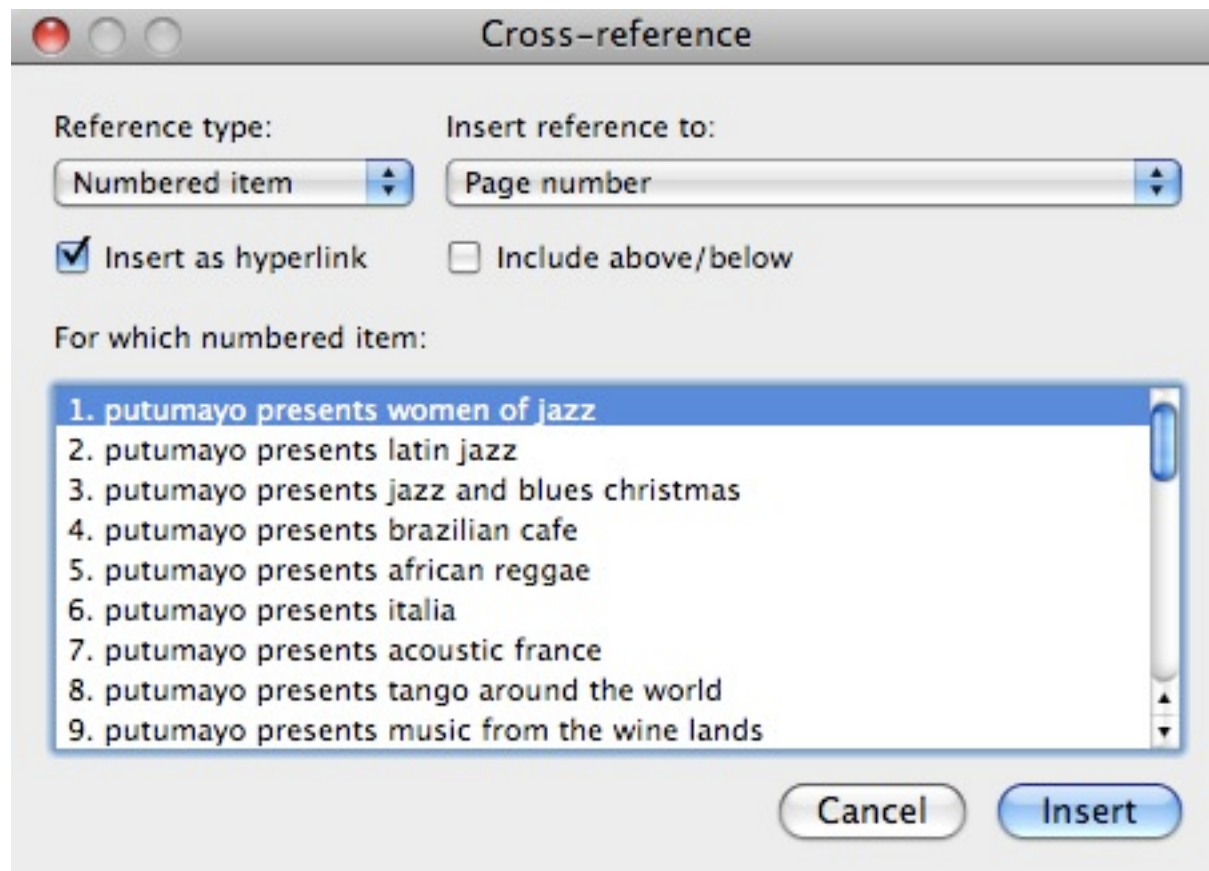 Cross-reference
Reference type:
Insert reference to:
Numbered item
Page number
Insert as hyperlink
Include above/below
For which numbered item:
1. putumayo presents women of jazz
2. putumayo presents latin jazz
3. putumayo presents jazz and blues christmas
4. putumayo presents brazilian cafe
5. putumayo presents african reggae
6. putumayo presents italia
7. putumayo presents acoustic france
8. putumayo presents tango around the world
9. putumayo presents music from the wine lands
Cancel
Insert